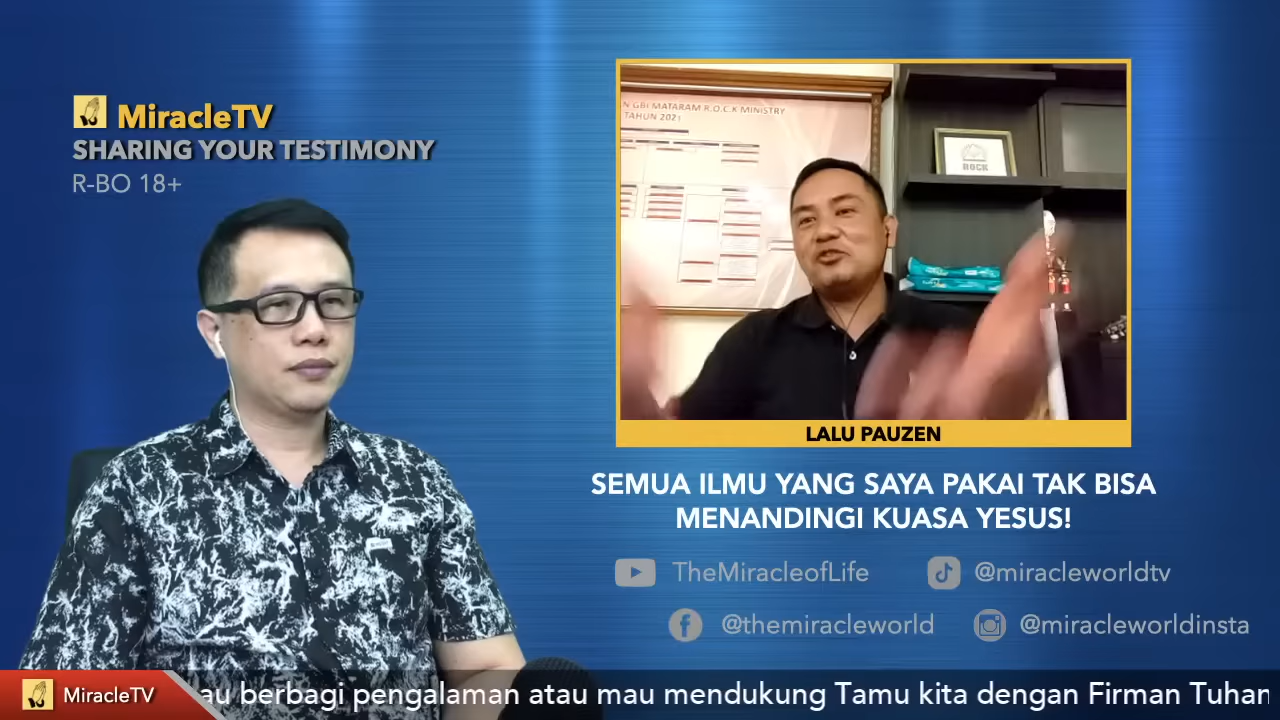 MiracleTV
SHARING YOUR TESTIMONY
R-BO 18+
N GBI MATARAM R.O.C.K MINISTRY
TAHUN 2021
ROCK
LALU PAUZEN
SEMUA ILMU YANG SAYA PAKAI TAK BISA
MENANDINGI KUASA YESUS!
TheMiracleofLife
@miracleworldtv
@themiracleworld
@miracleworldinsta
MiracleTV
au berbagi pengalaman atau mau mendukung Tamu kita dengan Firman Tuhan